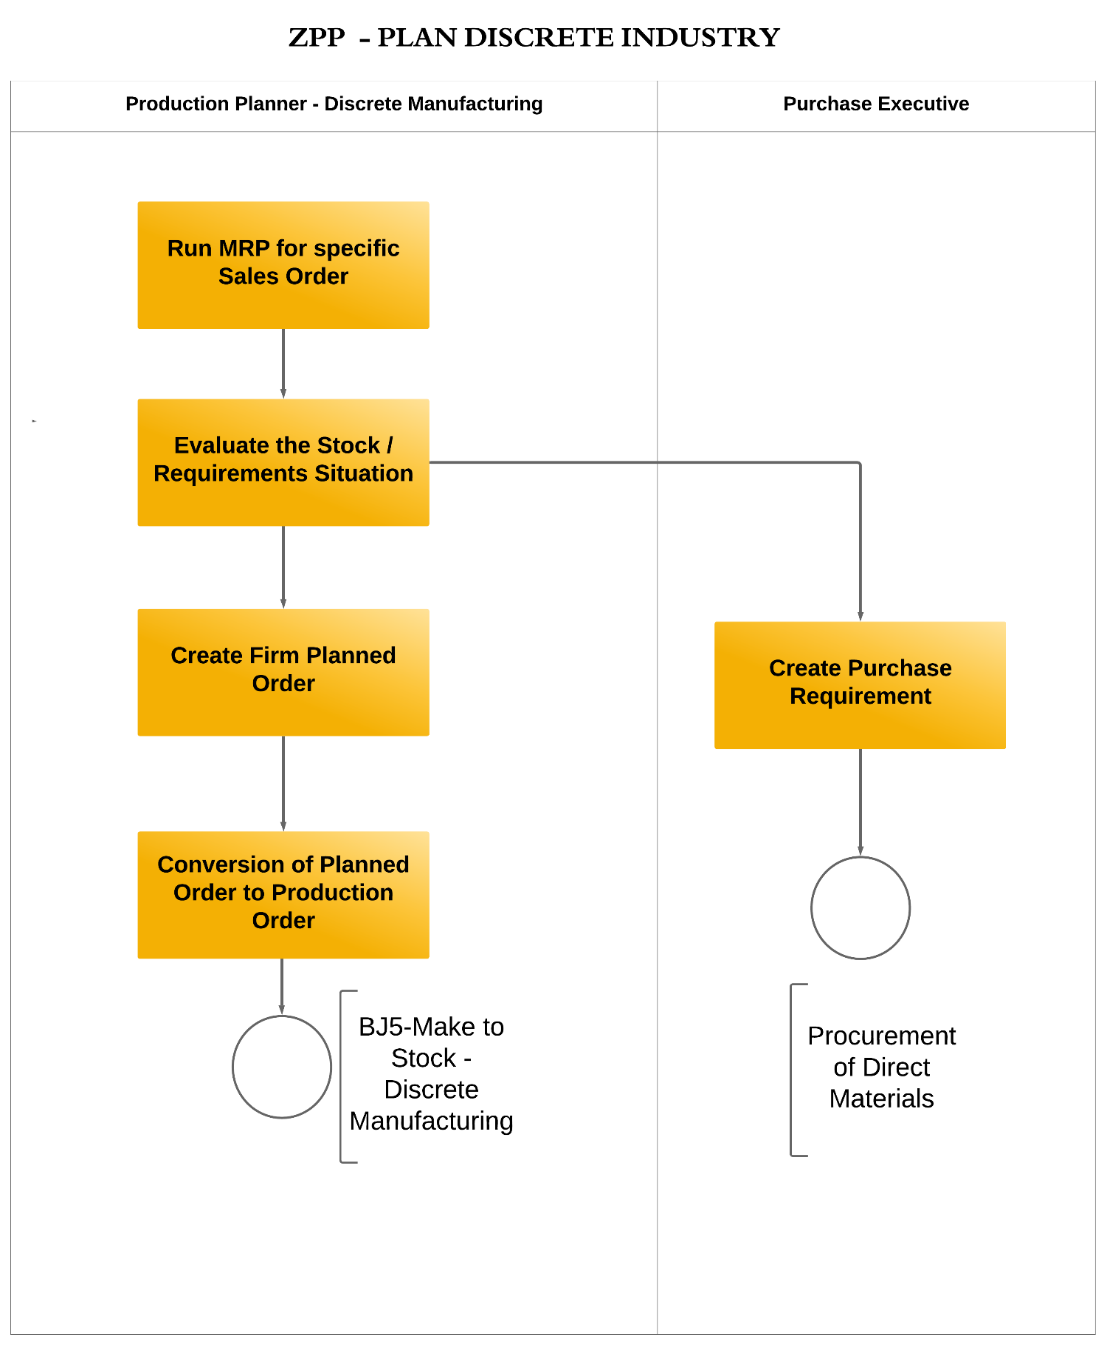 ZPP - PLAN DISCRETE INDUSTRY
Production Planner - Discrete Manufacturing
Purchase Executive
Run MRP for specific
Sales Order
Evaluate the Stock /
Requirements Situation
Create Firm Planned
Order
Create Purchase
Requirement
Conversion of Planned
Order to Production
Order
BJ5-Make to
Stock -
Discrete
Manufacturing
Procurement
of Direct
Materials